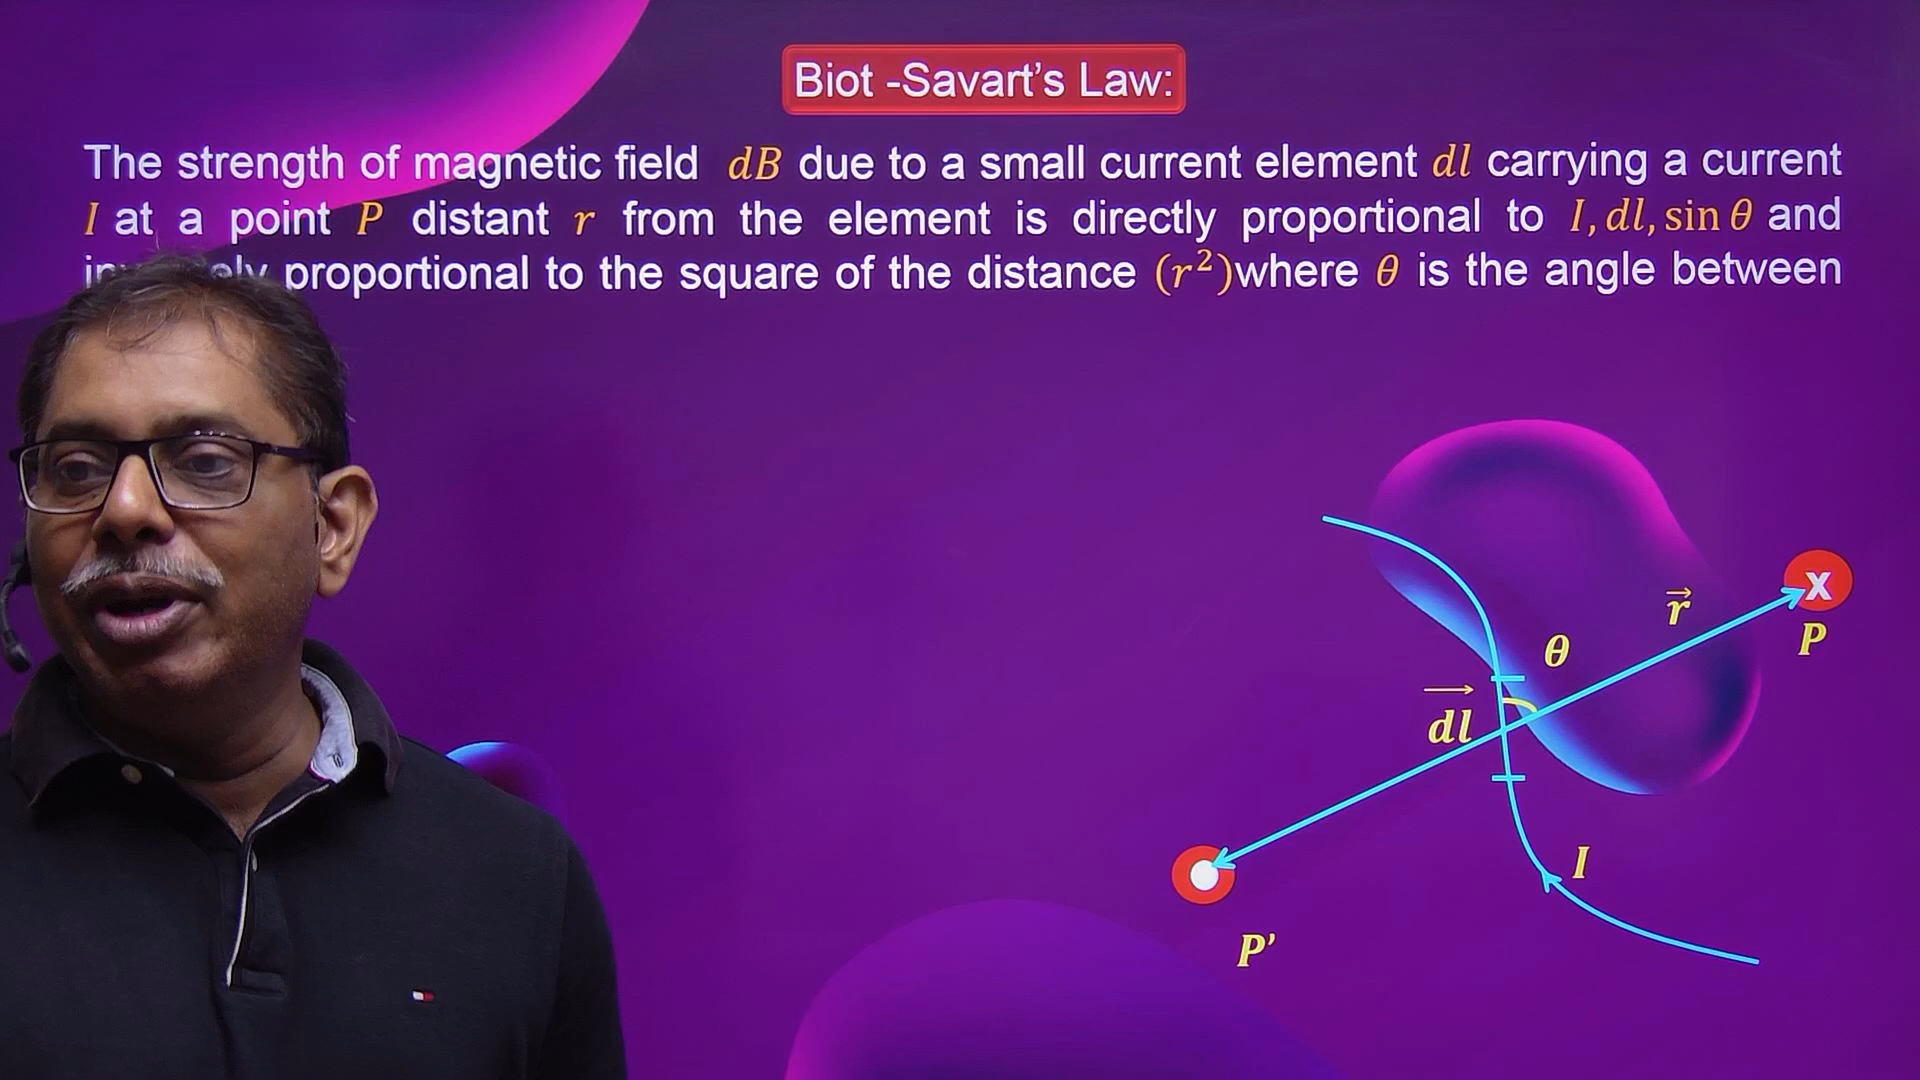 Biot -Savart’s Law:
The strength of magnetic field dB due to a small current element dl carrying a current
I at a point P distant r from the element is directly proportional to I, dl, sin θ and
proportional to the square of the distance (r²)where θ is the angle between
x
r⃗
θ
P
dl⃗
I
P’